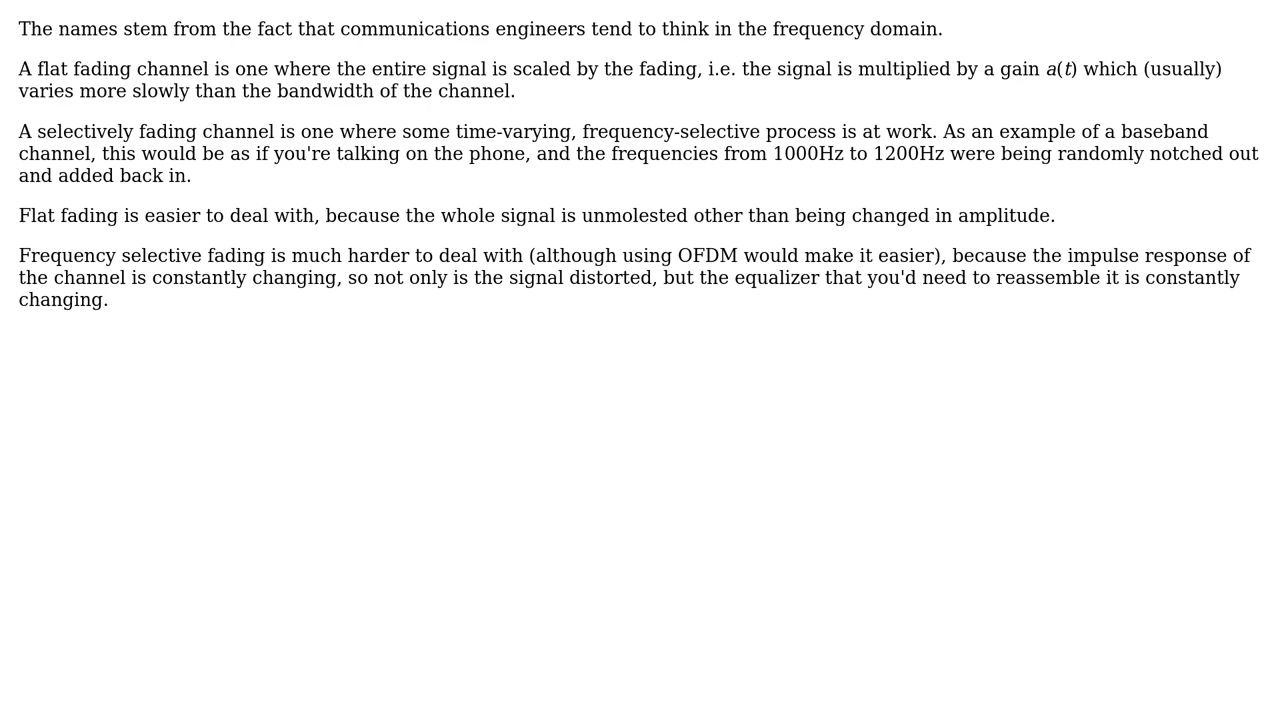 The names stem from the fact that communications engineers tend to think in the frequency domain.
A flat fading channel is one where the entire signal is scaled by the fading, i.e. the signal is multiplied by a gain a(t) which (usually)
varies more slowly than the bandwidth of the channel.
A selectively fading channel is one where some time-varying, frequency-selective process is at work. As an example of a baseband
channel, this would be as if you're talking on the phone, and the frequencies from 1000Hz to 1200Hz were being randomly notched out
and added back in.
Flat fading is easier to deal with, because the whole signal is unmolested other than being changed in amplitude.
Frequency selective fading is much harder to deal with (although using OFDM would make it easier), because the impulse response of
the channel is constantly changing, so not only is the signal distorted, but the equalizer that you'd need to reassemble it is constantly
changing.